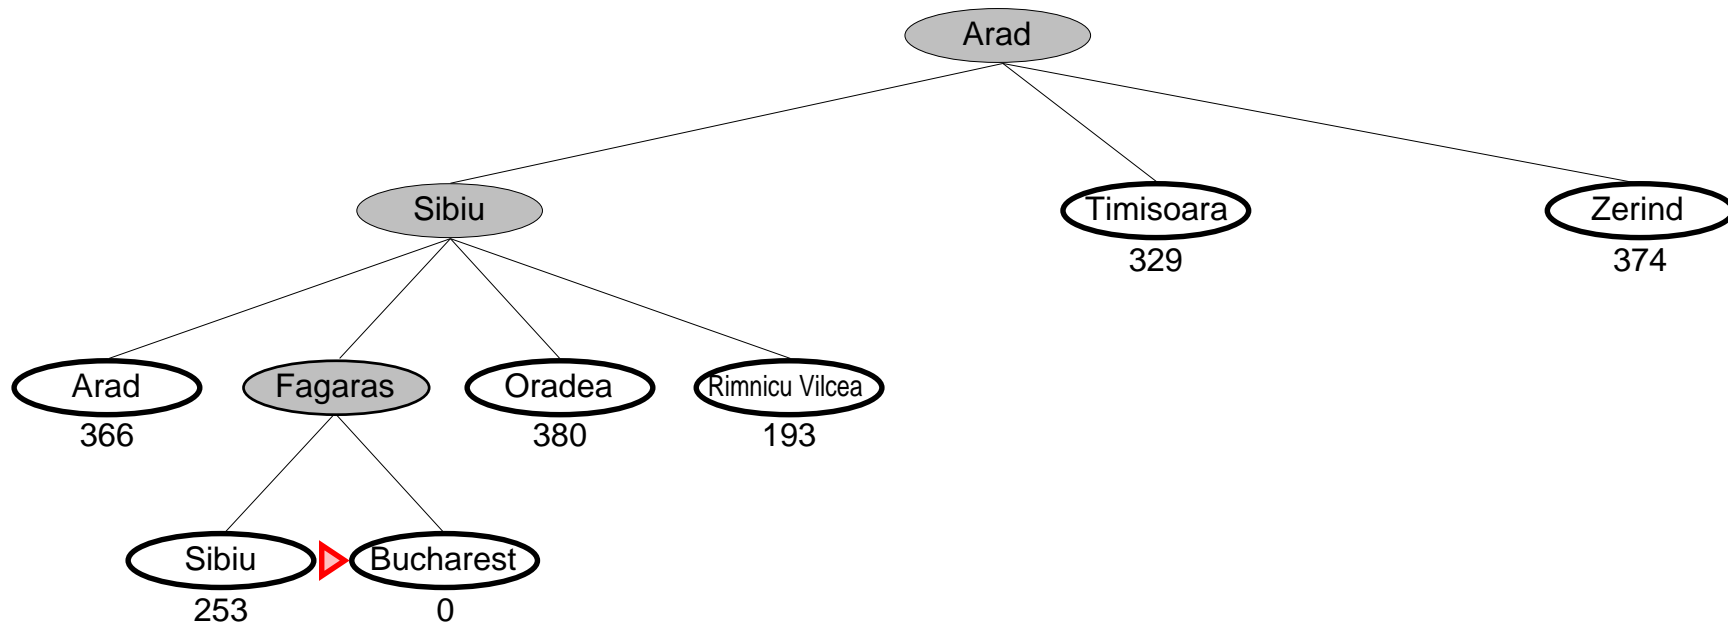 Arad
Sibiu
Timisoara
Zerind
329
374
Arad
Fagaras
Oradea
Rimnicu Vilcea
366
380
193
Sibiu
Bucharest
253
0